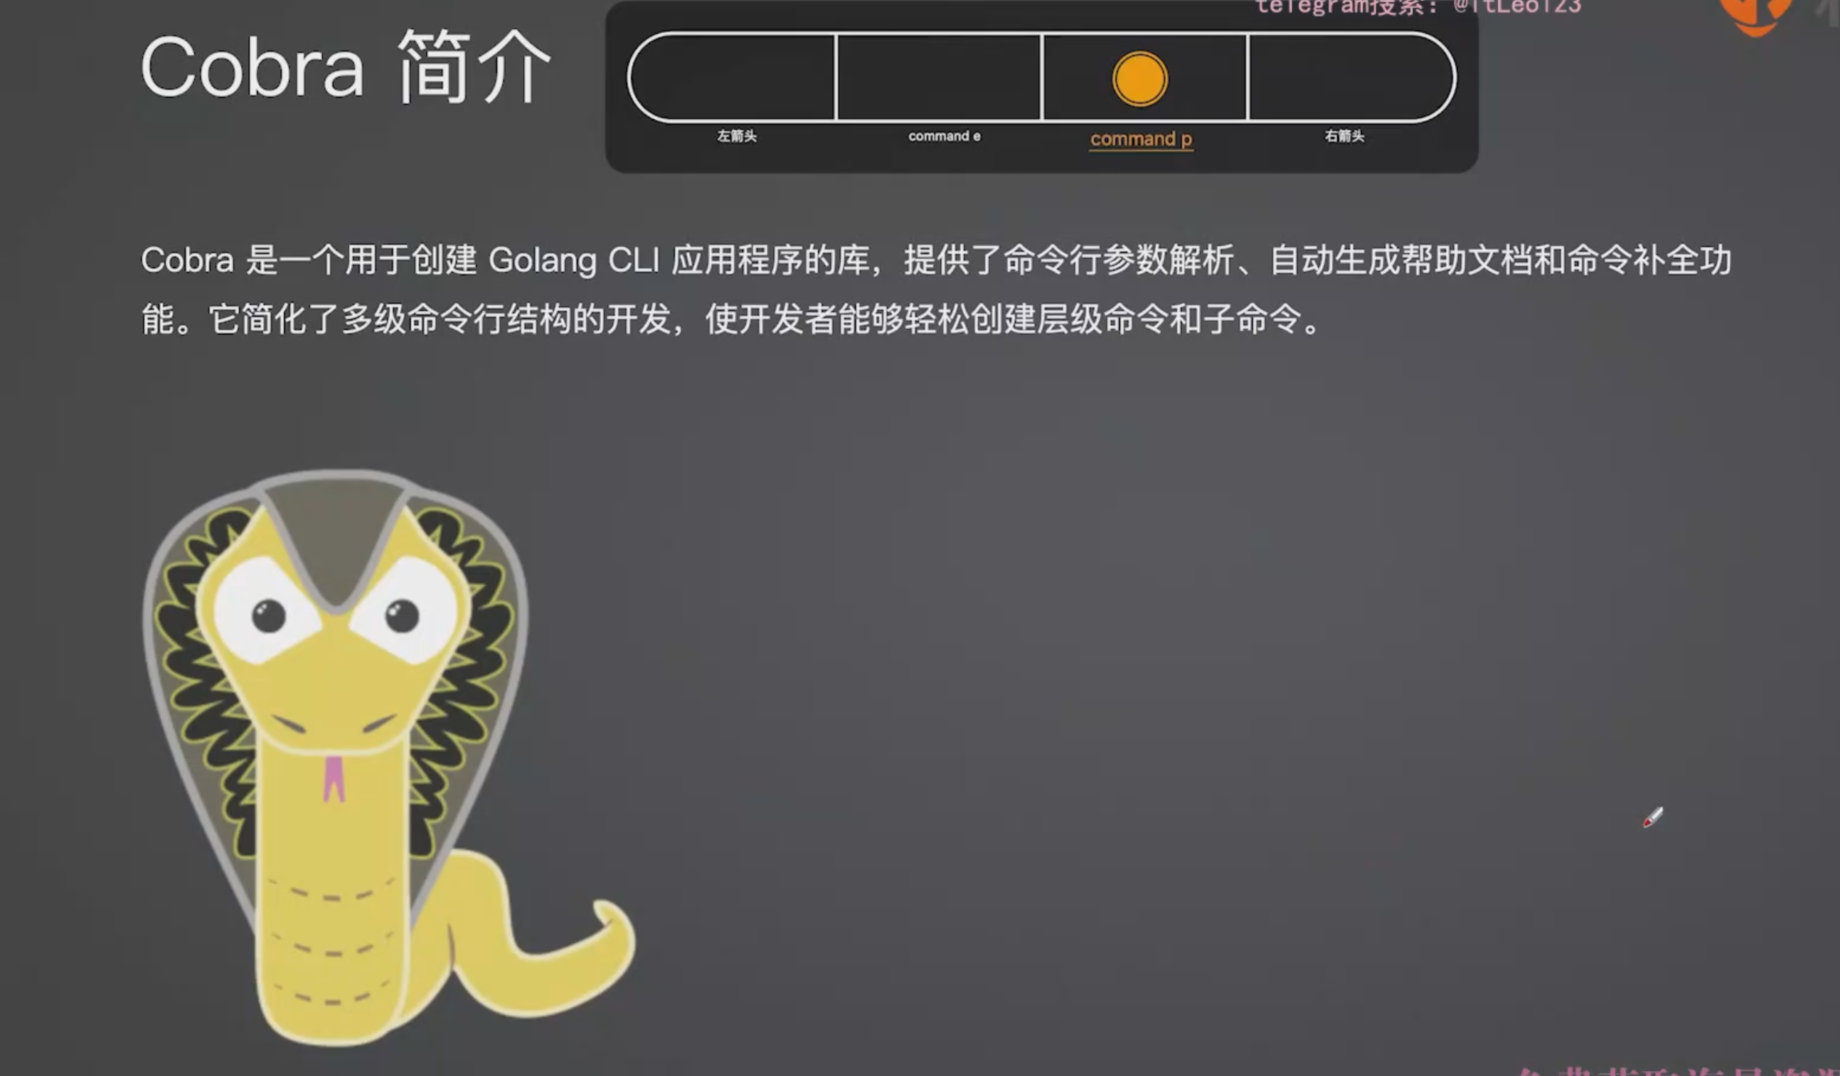 telegram搜索：@itLeo123
Cobra 简介
左箭头
command e
command p
右箭头
Cobra 是一个用于创建 Golang CLI 应用程序的库，提供了命令行参数解析、自动生成帮助文档和命令补全功
能。它简化了多级命令行结构的开发，使开发者能够轻松创建层级命令和子命令。